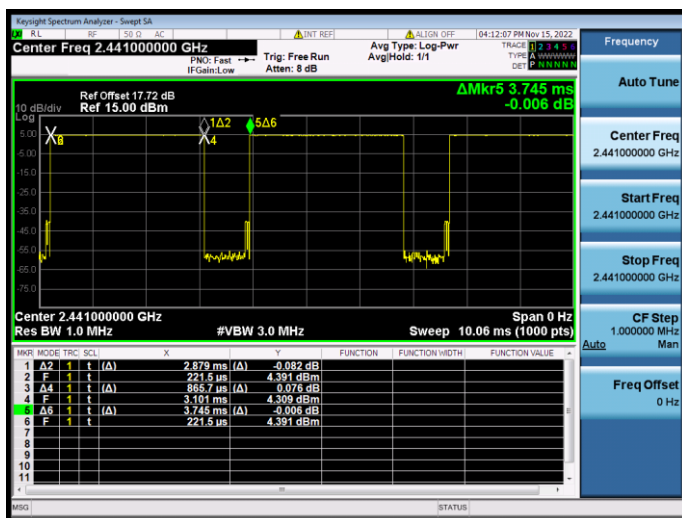 Keysight Spectrum Analyzer - Swept SA
RL RF 50 Ω AC INT REF ALIGN OFF 04:12:07 PM Nov 15, 2022
Center Freq 2.441000000 GHz
PNO: Fast
IFGain:Low
Trig: Free Run
Atten: 8 dB
Avg Type: Log-Pwr
Avg|Hold: 1/1
TRACE 1 2 3 4 5 6
TYPE A WWWWW
DET P N N N N N
Ref Offset 17.72 dB
10 dB/div Ref 15.00 dBm
Log
ΔMkr5 3.745 ms
-0.006 dB
1Δ2
5Δ6
4
5.00
-5.00
-15.0
-25.0
-35.0
-45.0
-55.0
-65.0
-75.0
Center 2.441000000 GHz Span 0 Hz
Res BW 1.0 MHz #VBW 3.0 MHz Sweep 10.06 ms (1000 pts)
MKR MODE TRC SCL X Y FUNCTION FUNCTION WIDTH FUNCTION VALUE
1 Δ2 1 t (Δ) 2.879 ms (Δ) -0.082 dB
2 F 1 t 221.5 μs 4.391 dBm
3 Δ4 1 t (Δ) 865.7 μs (Δ) 0.076 dB
4 F 1 t 3.101 ms 4.309 dBm
5 Δ6 1 t (Δ) 3.745 ms (Δ) -0.006 dB
6 F 1 t 221.5 μs 4.391 dBm
7
8
9
10
11
MSG STATUS
Frequency
Auto Tune
Center Freq
2.441000000 GHz
Start Freq
2.441000000 GHz
Stop Freq
2.441000000 GHz
CF Step
1.000000 MHz
Auto Man
Freq Offset
0 Hz